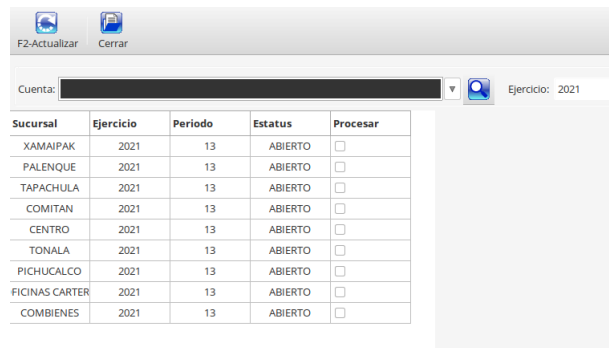 F2-Actualizar Cerrar
Cuenta: Ejercicio: 2021
Sucursal Ejercicio Periodo Estatus Procesar
XAMAIPAK 2021 13 ABIERTO
PALENQUE 2021 13 ABIERTO
TAPACHULA 2021 13 ABIERTO
COMITAN 2021 13 ABIERTO
CENTRO 2021 13 ABIERTO
TONALA 2021 13 ABIERTO
PICHUCALCO 2021 13 ABIERTO
FICINAS CARTER 2021 13 ABIERTO
COMBIENES 2021 13 ABIERTO